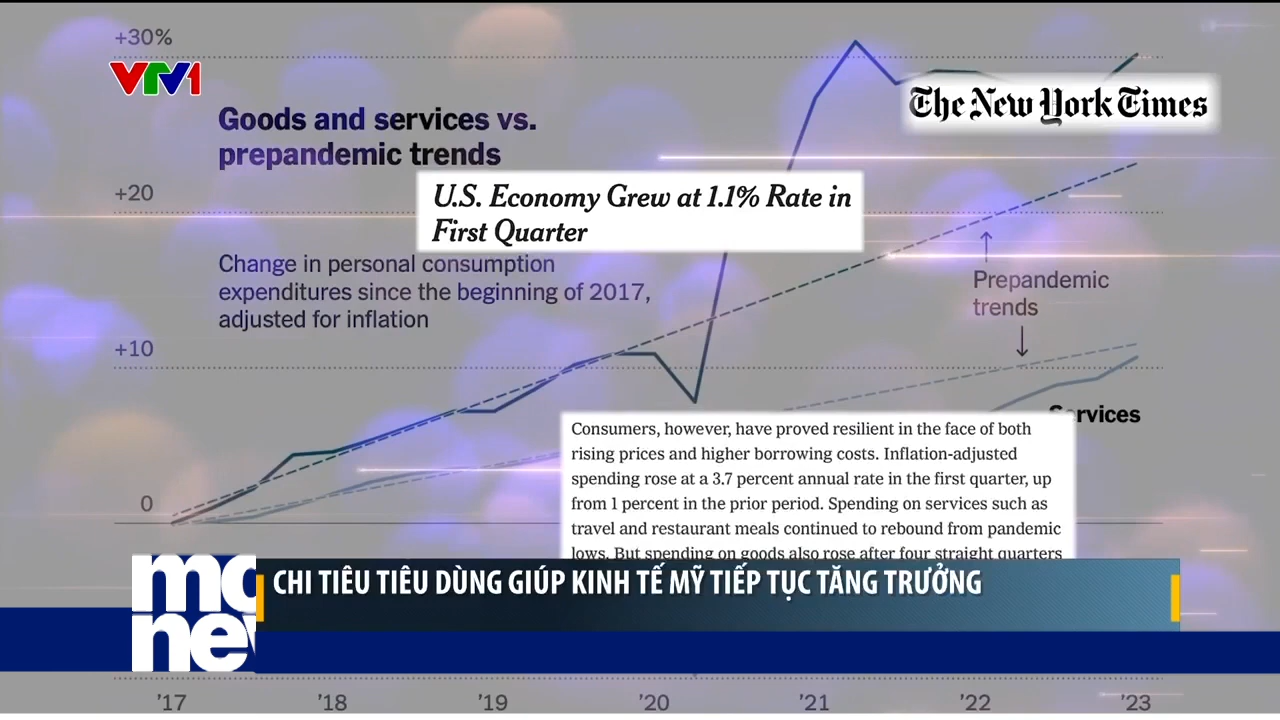 +30%
VTV1
The New York Times
Goods and services vs.
prepandemic trends
+20
U.S. Economy Grew at 1.1% Rate in
First Quarter
Change in personal consumption
expenditures since the beginning of 2017,
adjusted for inflation
Prepandemic
trends
+10
Services
Consumers, however, have proved resilient in the face of both
rising prices and higher borrowing costs. Inflation-adjusted
spending rose at a 3.7 percent annual rate in the first quarter, up
from 1 percent in the prior period. Spending on services such as
travel and restaurant meals continued to rebound from pandemic
lows. But spending on goods also rose after four straight quarters
0
CHI TIÊU TIÊU DÙNG GIÚP KINH TẾ MỸ TIẾP TỤC TĂNG TRƯỞNG
'17 '18 '19 '20 '21 '22 '23